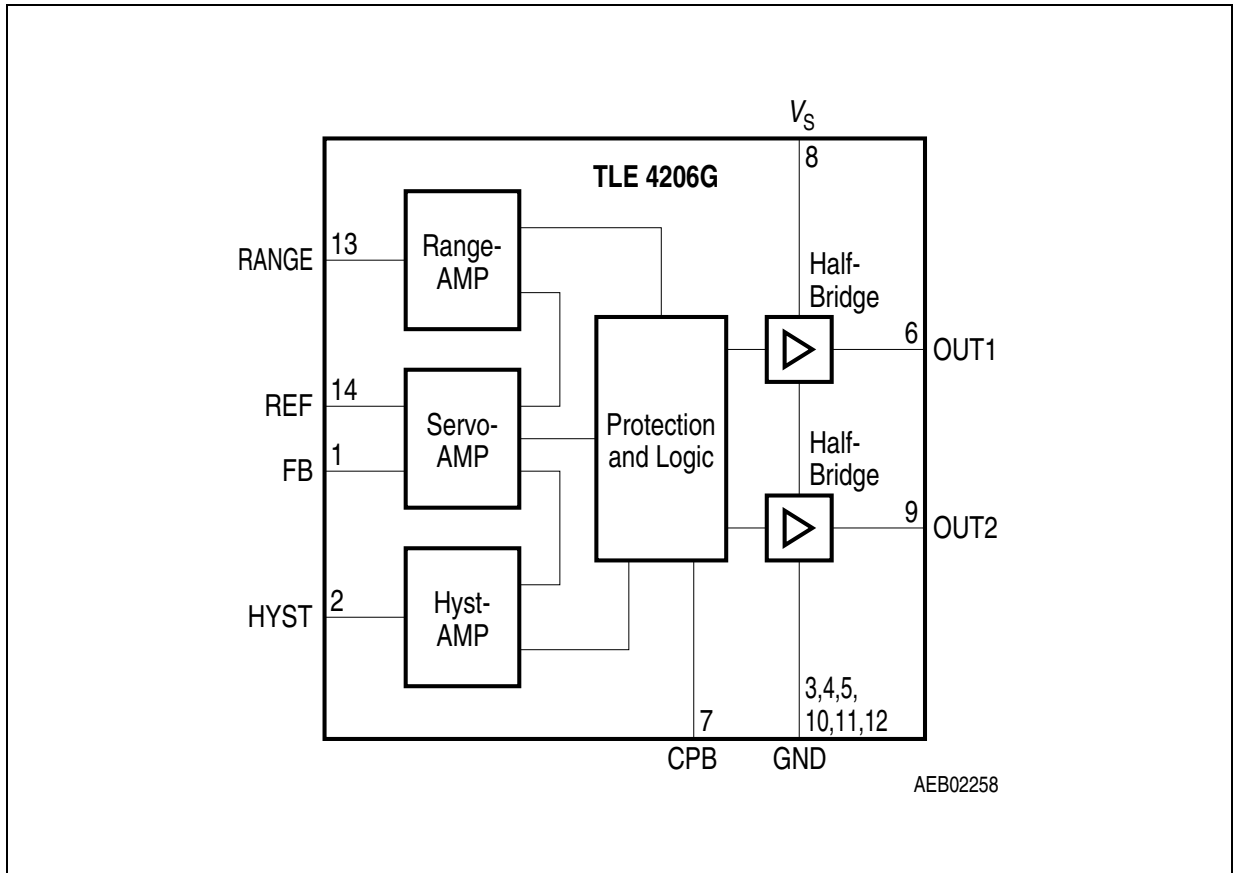 VS
8
TLE 4206G
RANGE
13
Range-
AMP
Half-
Bridge
6
OUT1
REF
14
FB
1
Servo-
AMP
Protection
and Logic
Half-
Bridge
9
OUT2
HYST
2
Hyst-
AMP
7
CPB
3,4,5,
10,11,12
GND
AEB02258